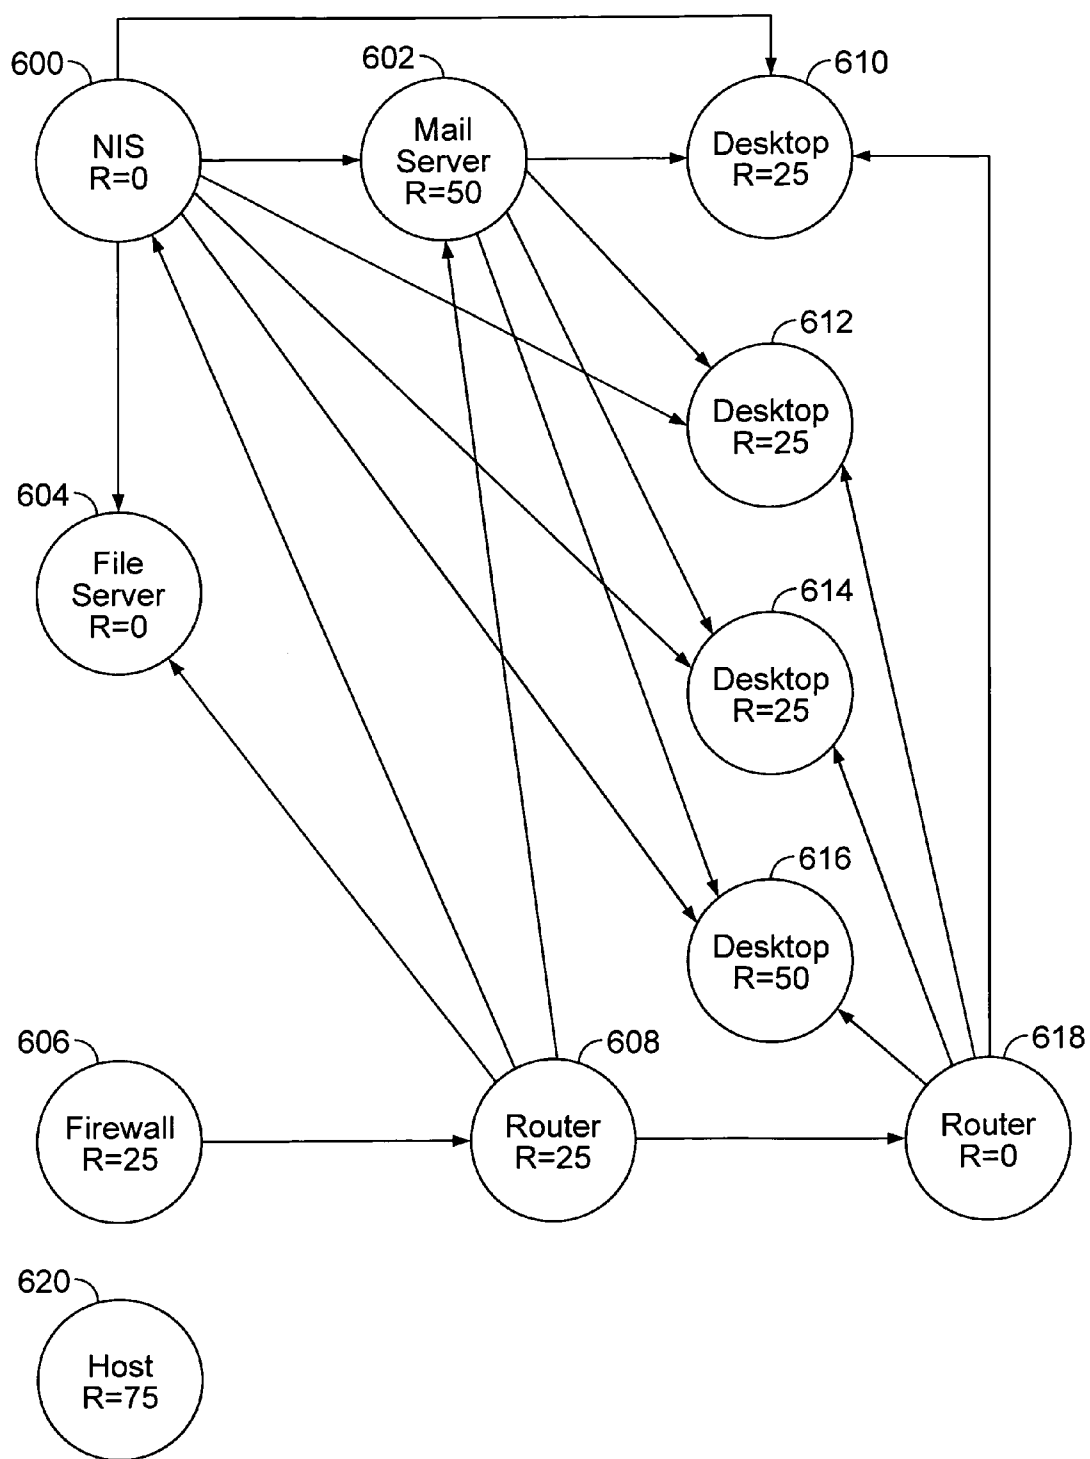 600
NIS
R=0
602
Mail
Server
R=50
610
Desktop
R=25
612
Desktop
R=25
604
File
Server
R=0
614
Desktop
R=25
616
Desktop
R=50
606
Firewall
R=25
608
Router
R=25
618
Router
R=0
620
Host
R=75